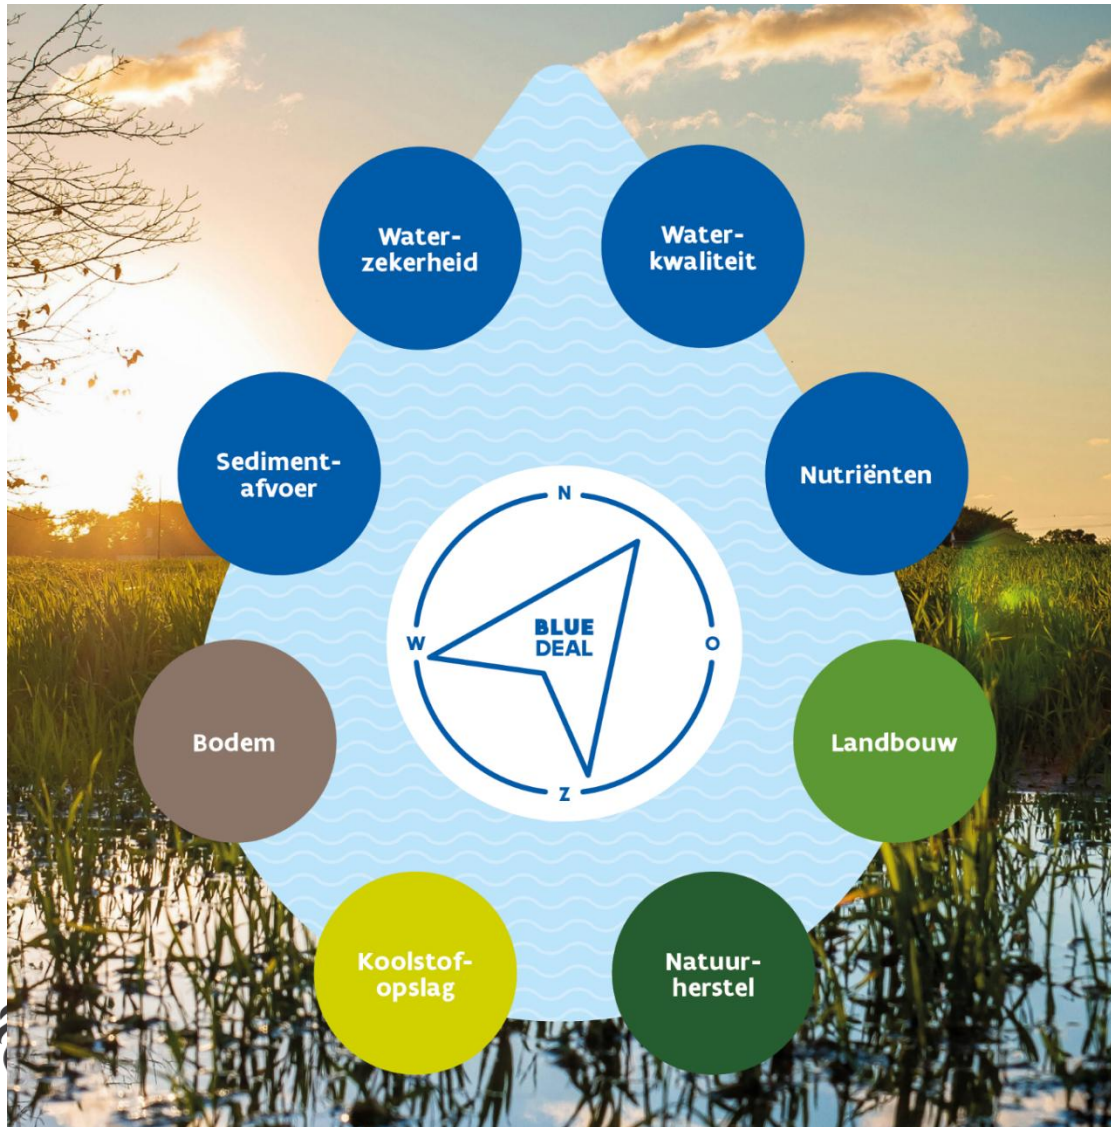 Water-
zekerheid
Water-
kwaliteit
Sediment-
afvoer
Nutriënten
N
W
BLUE
DEAL
O
Z
Bodem
Landbouw
Koolstof-
opslag
Natuur-
herstel